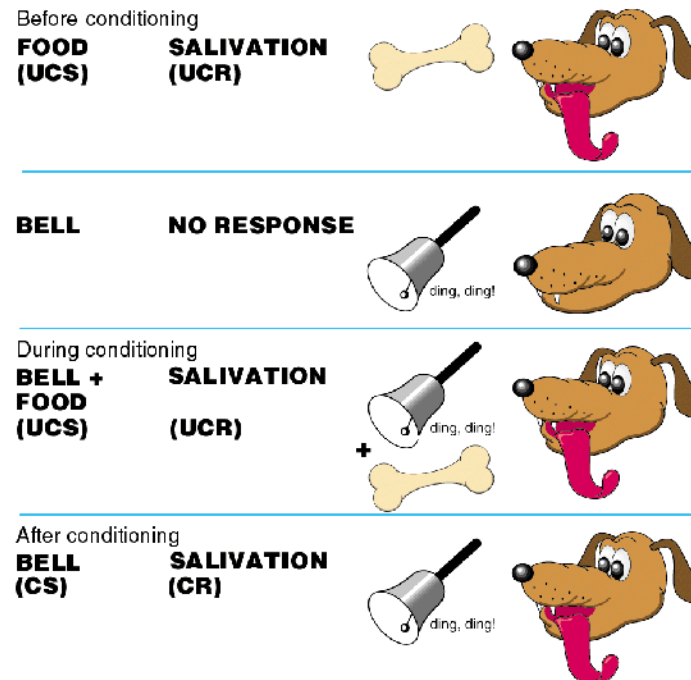 Before conditioning
FOOD SALIVATION
(UCS) (UCR)
BELL NO RESPONSE
ding, ding!
During conditioning
BELL + SALIVATION
FOOD
(UCS) (UCR)
ding, ding!
+
After conditioning
BELL SALIVATION
(CS) (CR)
ding, ding!